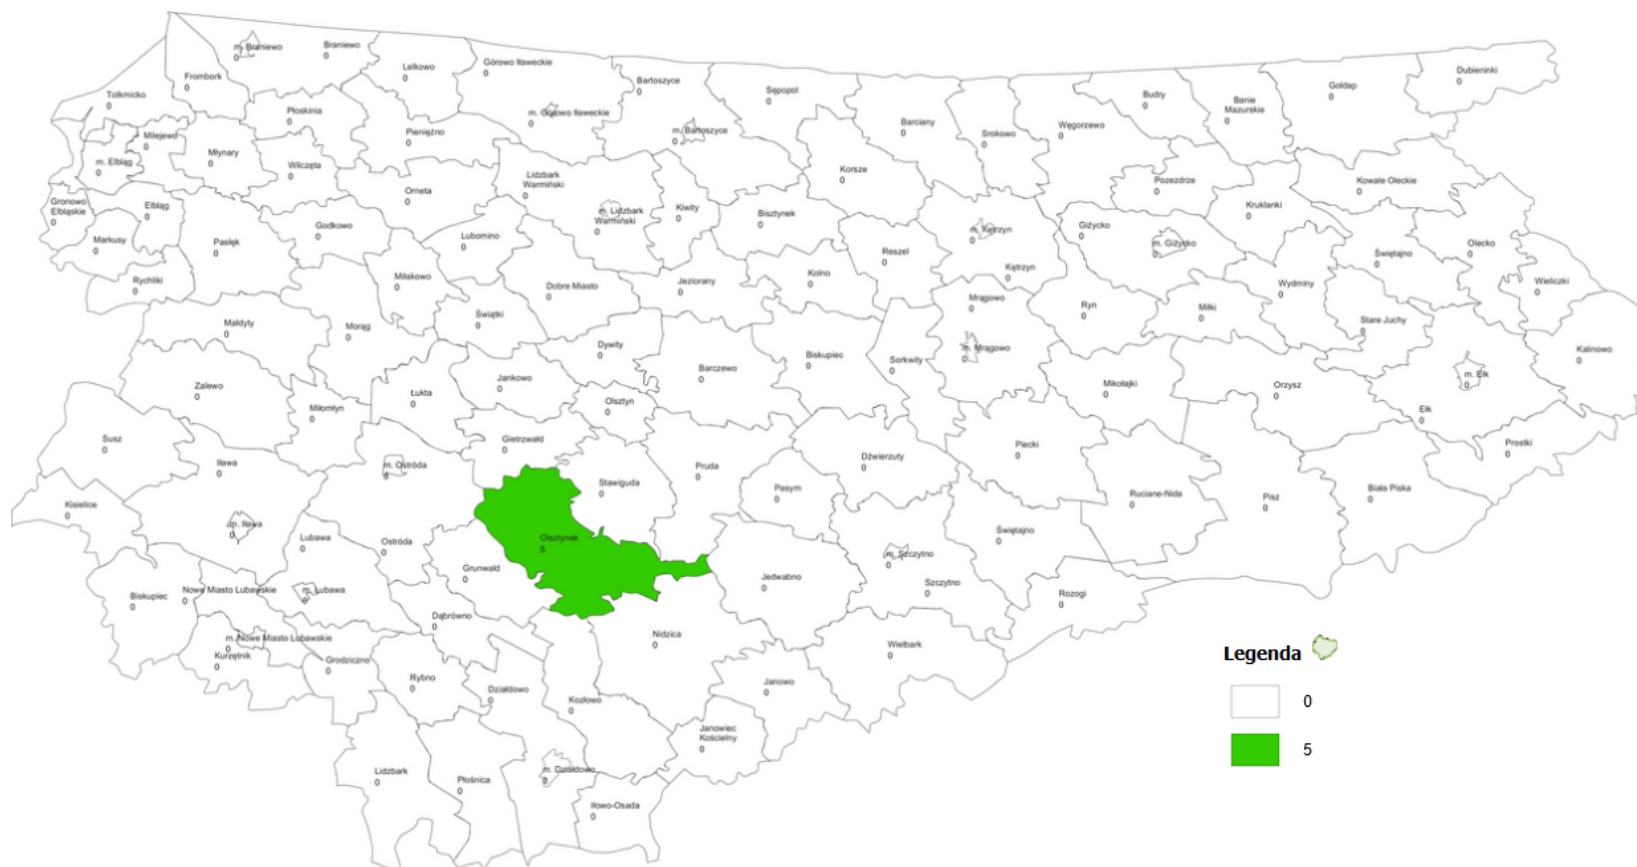 m. Braniewo
0
Braniewo
0
Lelkowo
0
Górowo Iławeckie
0
Bartoszyce
0
Sępopol
0
Frombork
0
Tolkmicko
0
Płoskinia
0
m. Górowo Iławeckie
0
m. Bartoszyce
0
Barciany
0
Srokowo
0
Węgorzewo
0
Budry
0
Banie
Mazurskie
0
Gołdap
0
Dubeninki
0
Milejewo
0
m. Elbląg
0
Młynary
0
Wilczęta
0
Pieniężno
0
Orneta
0
Lidzbark
Warmiński
0
m. Lidzbark
Warmiński
0
Kiwity
0
Bisztynek
0
Korsze
0
Pozezdrze
0
Kowale Oleckie
0
Kruklanki
0
Gronowo
Elbląskie
0
Elbląg
0
Markusy
0
Pasłęk
0
Godkowo
0
Lubomino
0
Reszel
0
m. Kętrzyn
0
Kętrzyn
0
Giżycko
0
m. Giżycko
0
Świętajno
0
Olecko
0
Wieliczki
0
Rychliki
0
Miłakowo
0
Dobre Miasto
0
Jeziorany
0
Kolno
0
Mrągowo
0
Ryn
0
Miłki
0
Wydminy
0
Stare Juchy
0
Kalinowo
0
Małdyty
0
Morąg
0
Świątki
0
Dywity
0
Barczewo
0
Biskupiec
0
Sorkwity
0
m. Mrągowo
0
Mikołajki
0
Orzysz
0
m. Ełk
0
Ełk
0
Zalewo
0
Miłomłyn
0
Łukta
0
Jankowo
0
Olsztyn
0
Susz
0
Iława
0
m. Ostróda
0
Gietrzwałd
0
Stawiguda
0
Pruda
0
Pasym
0
Dźwierzuty
0
Piecki
0
Ruciane-Nida
0
Pisz
0
Biała Piska
0
Prostki
0
Kisielice
0
m. Iława
0
Lubawa
0
Ostróda
0
Grunwald
0
Olsztynek
5
Jedwabno
0
m. Szczytno
0
Szczytno
0
Świętajno
0
Rozogi
0
Biskupiec
0
Nowe Miasto Lubawskie
0
m. Lubawa
0
Dąbrówno
0
Nidzica
0
Wielbark
0
m. Nowe Miasto Lubawskie
0
Kurzętnik
0
Grodziczno
0
Rybno
0
Działdowo
0
Kozłowo
0
Janowo
0
Janowiec
Kościelny
0
Lidzbark
0
Płośnica
0
m. Działdowo
0
Iłowo-Osada
0
Legenda
0
5